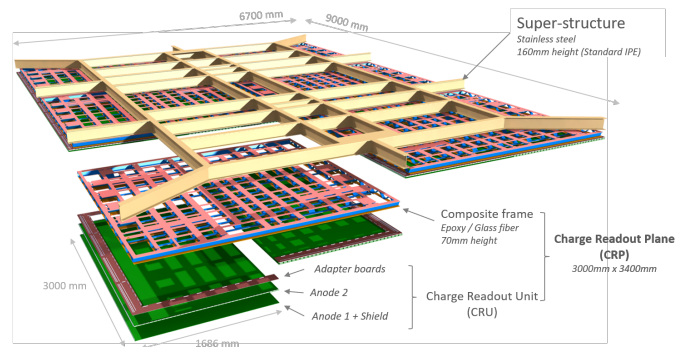 6700 mm
9000 mm
Super-structure
Stainless steel
160mm height (Standard IPE)
Composite frame
Epoxy / Glass fiber
70mm height
Charge Readout Plane
(CRP)
3000mm x 3400mm
Adapter boards
Anode 2
Anode 1 + Shield
Charge Readout Unit
(CRU)
3000 mm
1686 mm